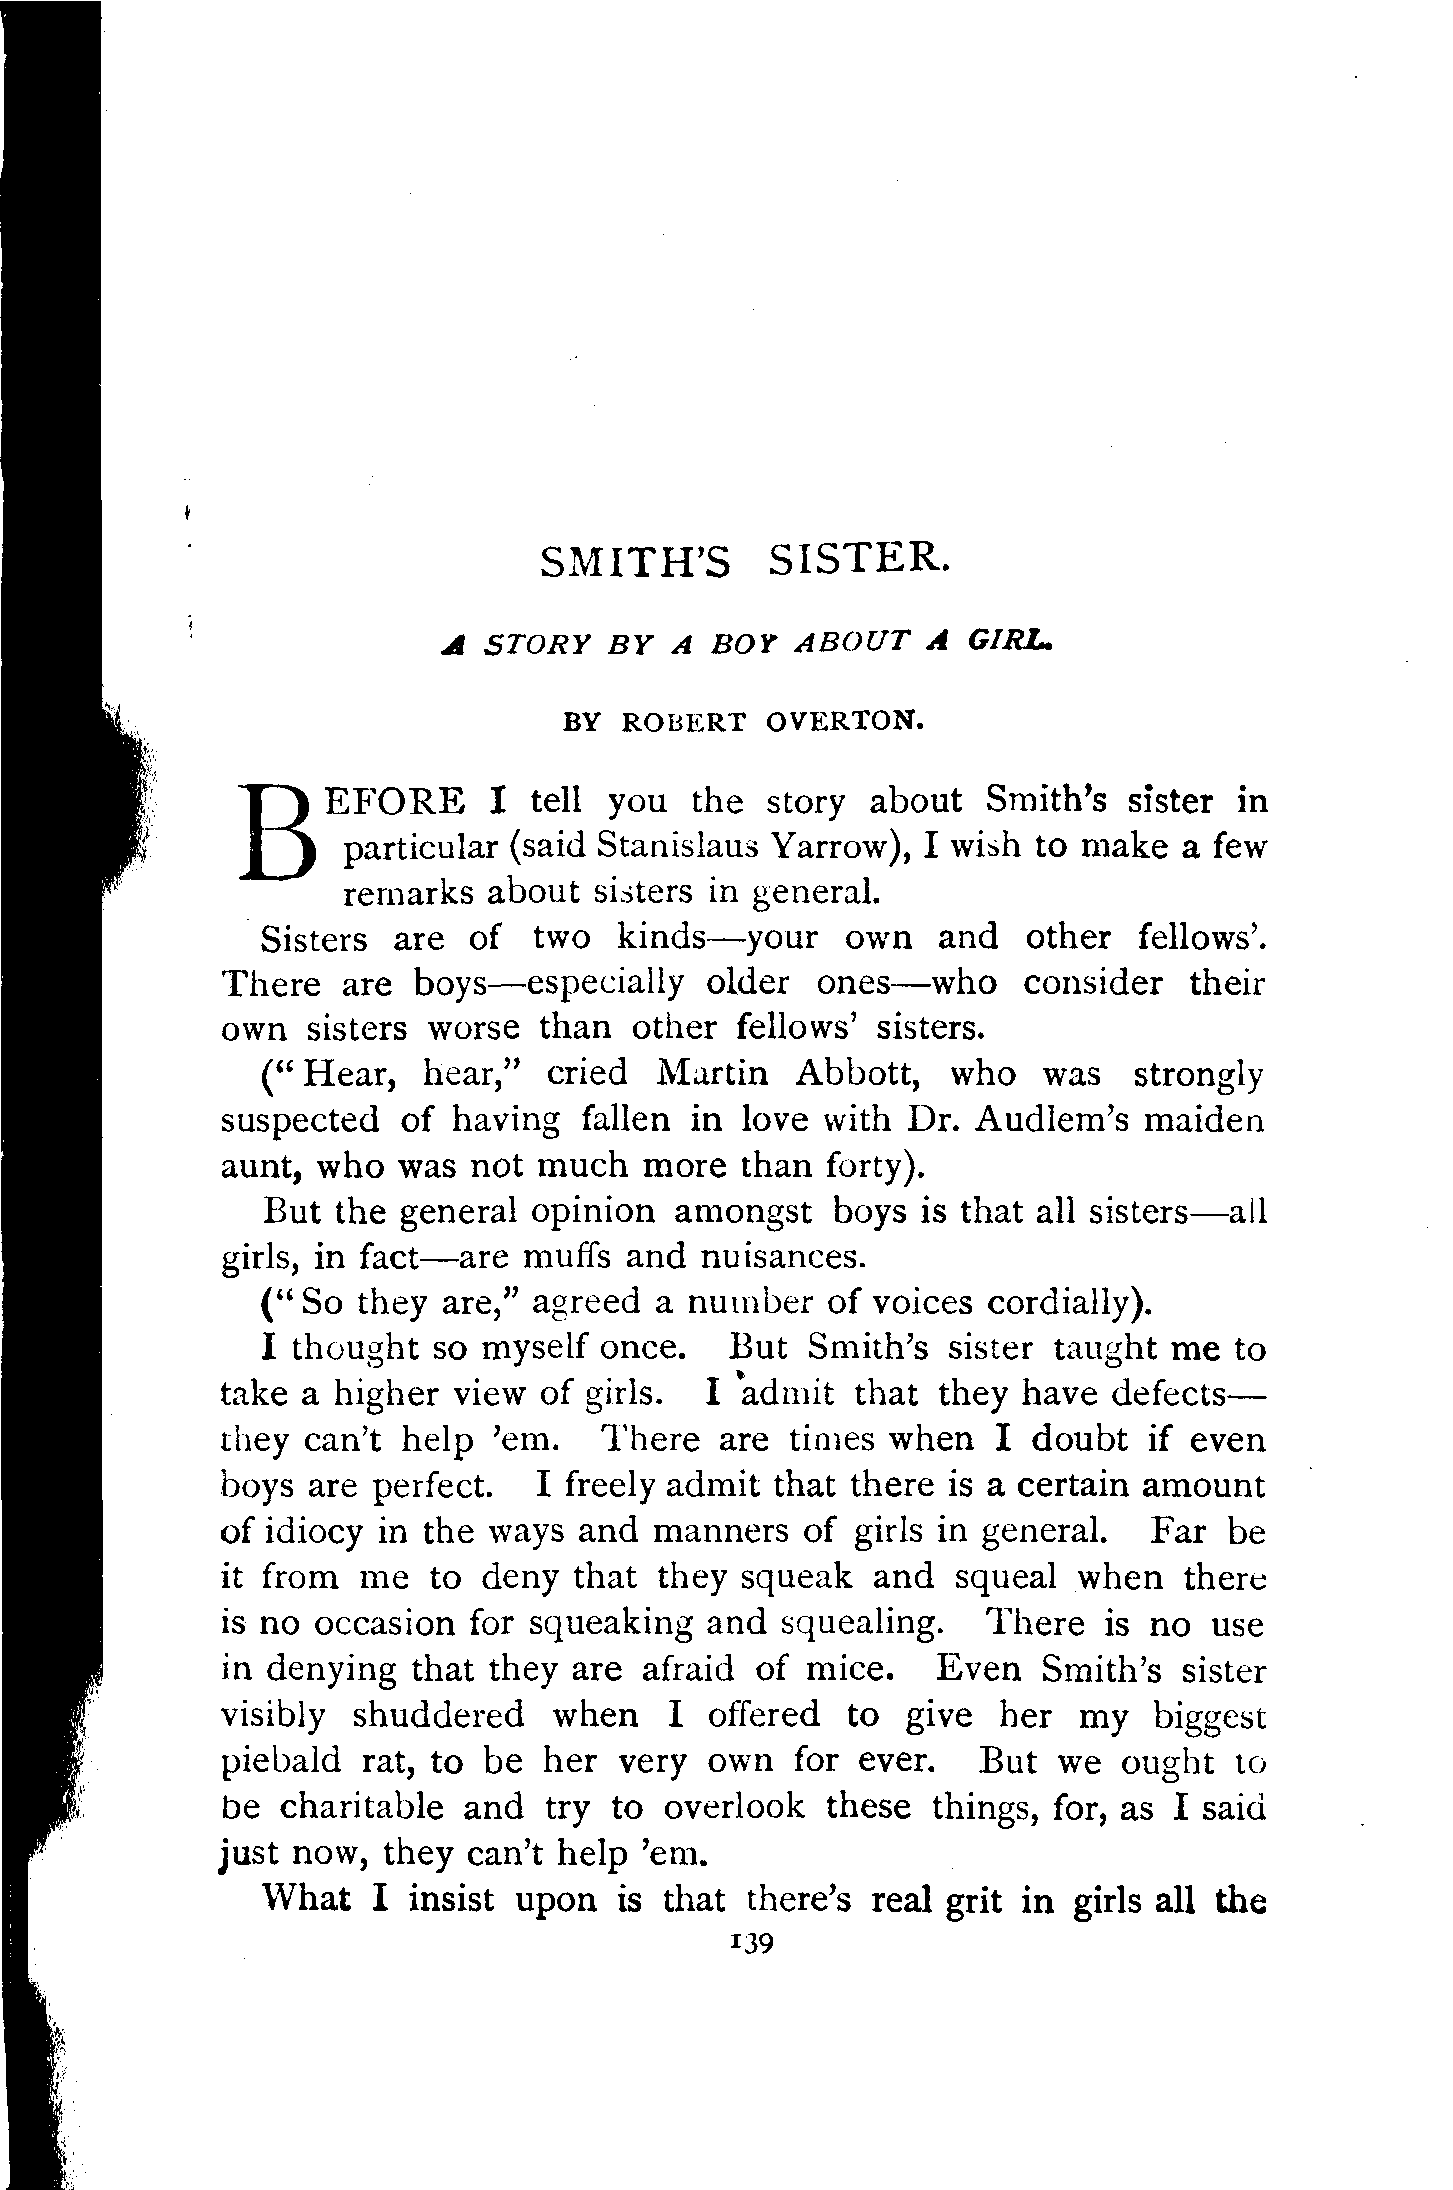 SMITH'S SISTER.
A STORY BY A BOY ABOUT A GIRL.
BY ROBERT OVERTON.
BEFORE I tell you the story about Smith's sister in
particular (said Stanislaus Yarrow), I wish to make a few
remarks about sisters in general.
Sisters are of two kinds—your own and other fellows'.
There are boys—especially older ones—who consider their
own sisters worse than other fellows' sisters.
("Hear, hear," cried Martin Abbott, who was strongly
suspected of having fallen in love with Dr. Audlem's maiden
aunt, who was not much more than forty).
But the general opinion amongst boys is that all sisters—all
girls, in fact—are muffs and nuisances.
("So they are," agreed a number of voices cordially).
I thought so myself once. But Smith's sister taught me to
take a higher view of girls. I admit that they have defects—
they can't help 'em. There are times when I doubt if even
boys are perfect. I freely admit that there is a certain amount
of idiocy in the ways and manners of girls in general. Far be
it from me to deny that they squeak and squeal when there
is no occasion for squeaking and squealing. There is no use
in denying that they are afraid of mice. Even Smith's sister
visibly shuddered when I offered to give her my biggest
piebald rat, to be her very own for ever. But we ought to
be charitable and try to overlook these things, for, as I said
just now, they can't help 'em.
What I insist upon is that there's real grit in girls all the
139